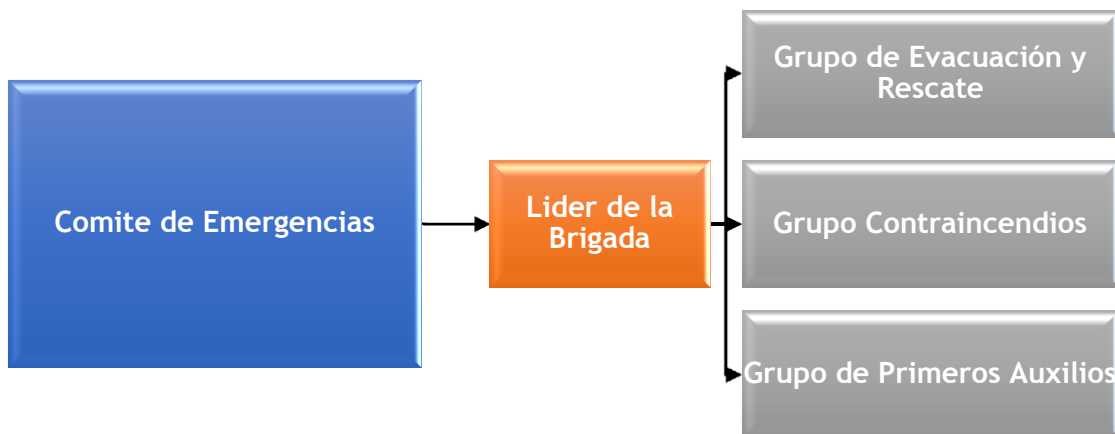 Comite de Emergencias
Lider de la
Brigada
Grupo de Evacuación y
Rescate
Grupo Contraincendios
Grupo de Primeros Auxilios